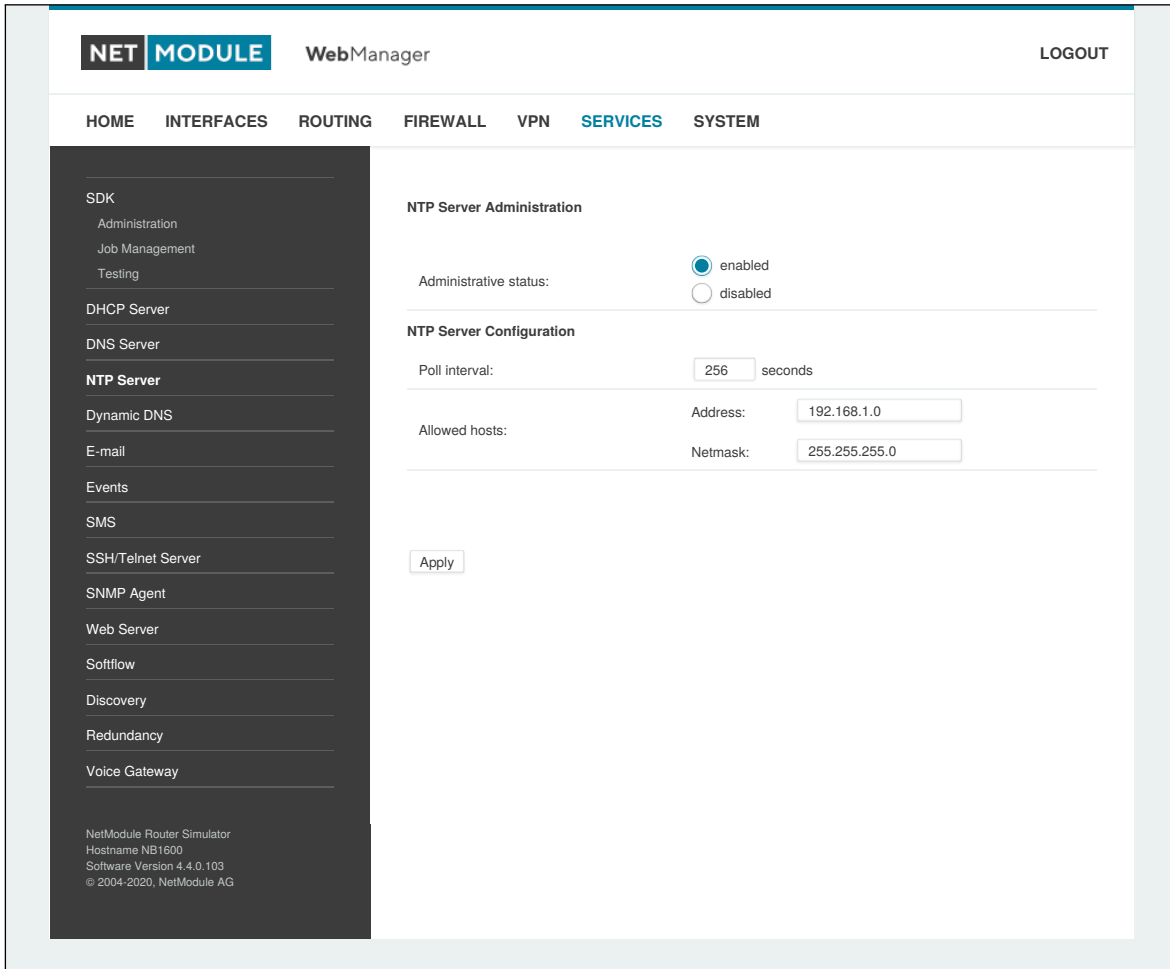 NET MODULE WebManager LOGOUT
HOME INTERFACES ROUTING FIREWALL VPN SERVICES SYSTEM
SDK
Administration
Job Management
Testing
DHCP Server
DNS Server
NTP Server
Dynamic DNS
E-mail
Events
SMS
SSH/Telnet Server
SNMP Agent
Web Server
Softflow
Discovery
Redundancy
Voice Gateway
NetModule Router Simulator
Hostname NB1600
Software Version 4.4.0.103
© 2004-2020, NetModule AG
NTP Server Administration
Administrative status:
enabled
disabled
NTP Server Configuration
Poll interval: 256 seconds
Allowed hosts:
Address: 192.168.1.0
Netmask: 255.255.255.0
Apply